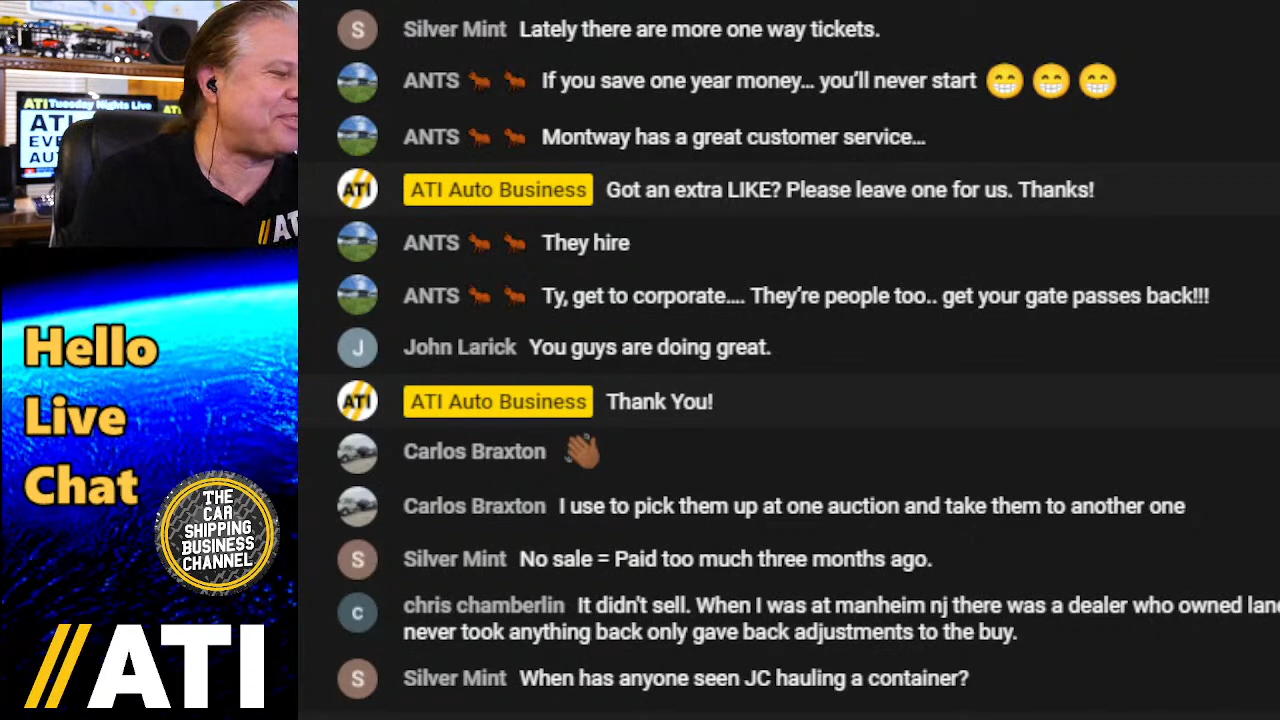 Silver Mint Lately there are more one way tickets.
ANTS 🐜 🐜 If you save one year money... you'll never start 😁 😁 😁
ANTS 🐜 🐜 Montway has a great customer service...
ATI ATI Auto Business Got an extra LIKE? Please leave one for us. Thanks!
ANTS 🐜 🐜 They hire
ANTS 🐜 🐜 Ty, get to corporate.... They're people too.. get your gate passes back!!!
J John Larick You guys are doing great.
ATI ATI Auto Business Thank You!
Carlos Braxton 👋🏾
Carlos Braxton I use to pick them up at one auction and take them to another one
S Silver Mint No sale = Paid too much three months ago.
c chris chamberlin It didn't sell. When I was at manheim nj there was a dealer who owned
never took anything back only gave back adjustments to the buy.
S Silver Mint When has anyone seen JC hauling a container?
ATI Tuesday Nights Live
ATI
Hello
Live
Chat
THE
CAR
SHIPPING
BUSINESS
CHANNEL
//ATI